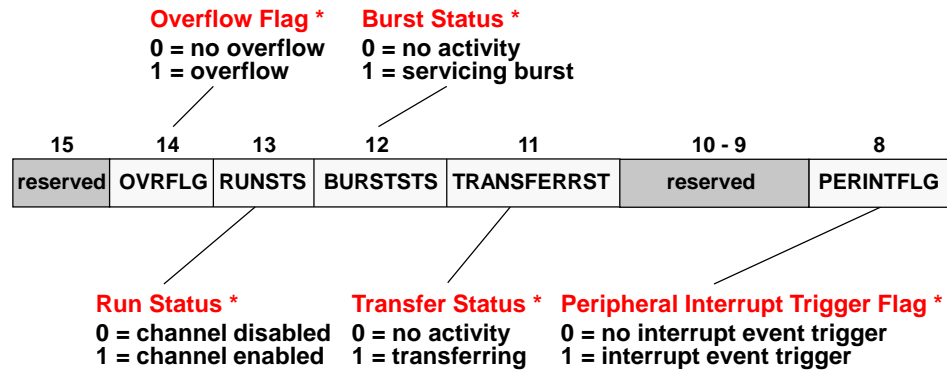 Overflow Flag *
0 = no overflow
1 = overflow
Burst Status *
0 = no activity
1 = servicing burst
15 14 13 12 11 10 - 9 8
reserved OVRFLG RUNSTS BURSTSTS TRANSFERRST reserved PERINTFLG
Run Status *
0 = channel disabled
1 = channel enabled
Transfer Status *
0 = no activity
1 = transferring
Peripheral Interrupt Trigger Flag *
0 = no interrupt event trigger
1 = interrupt event trigger